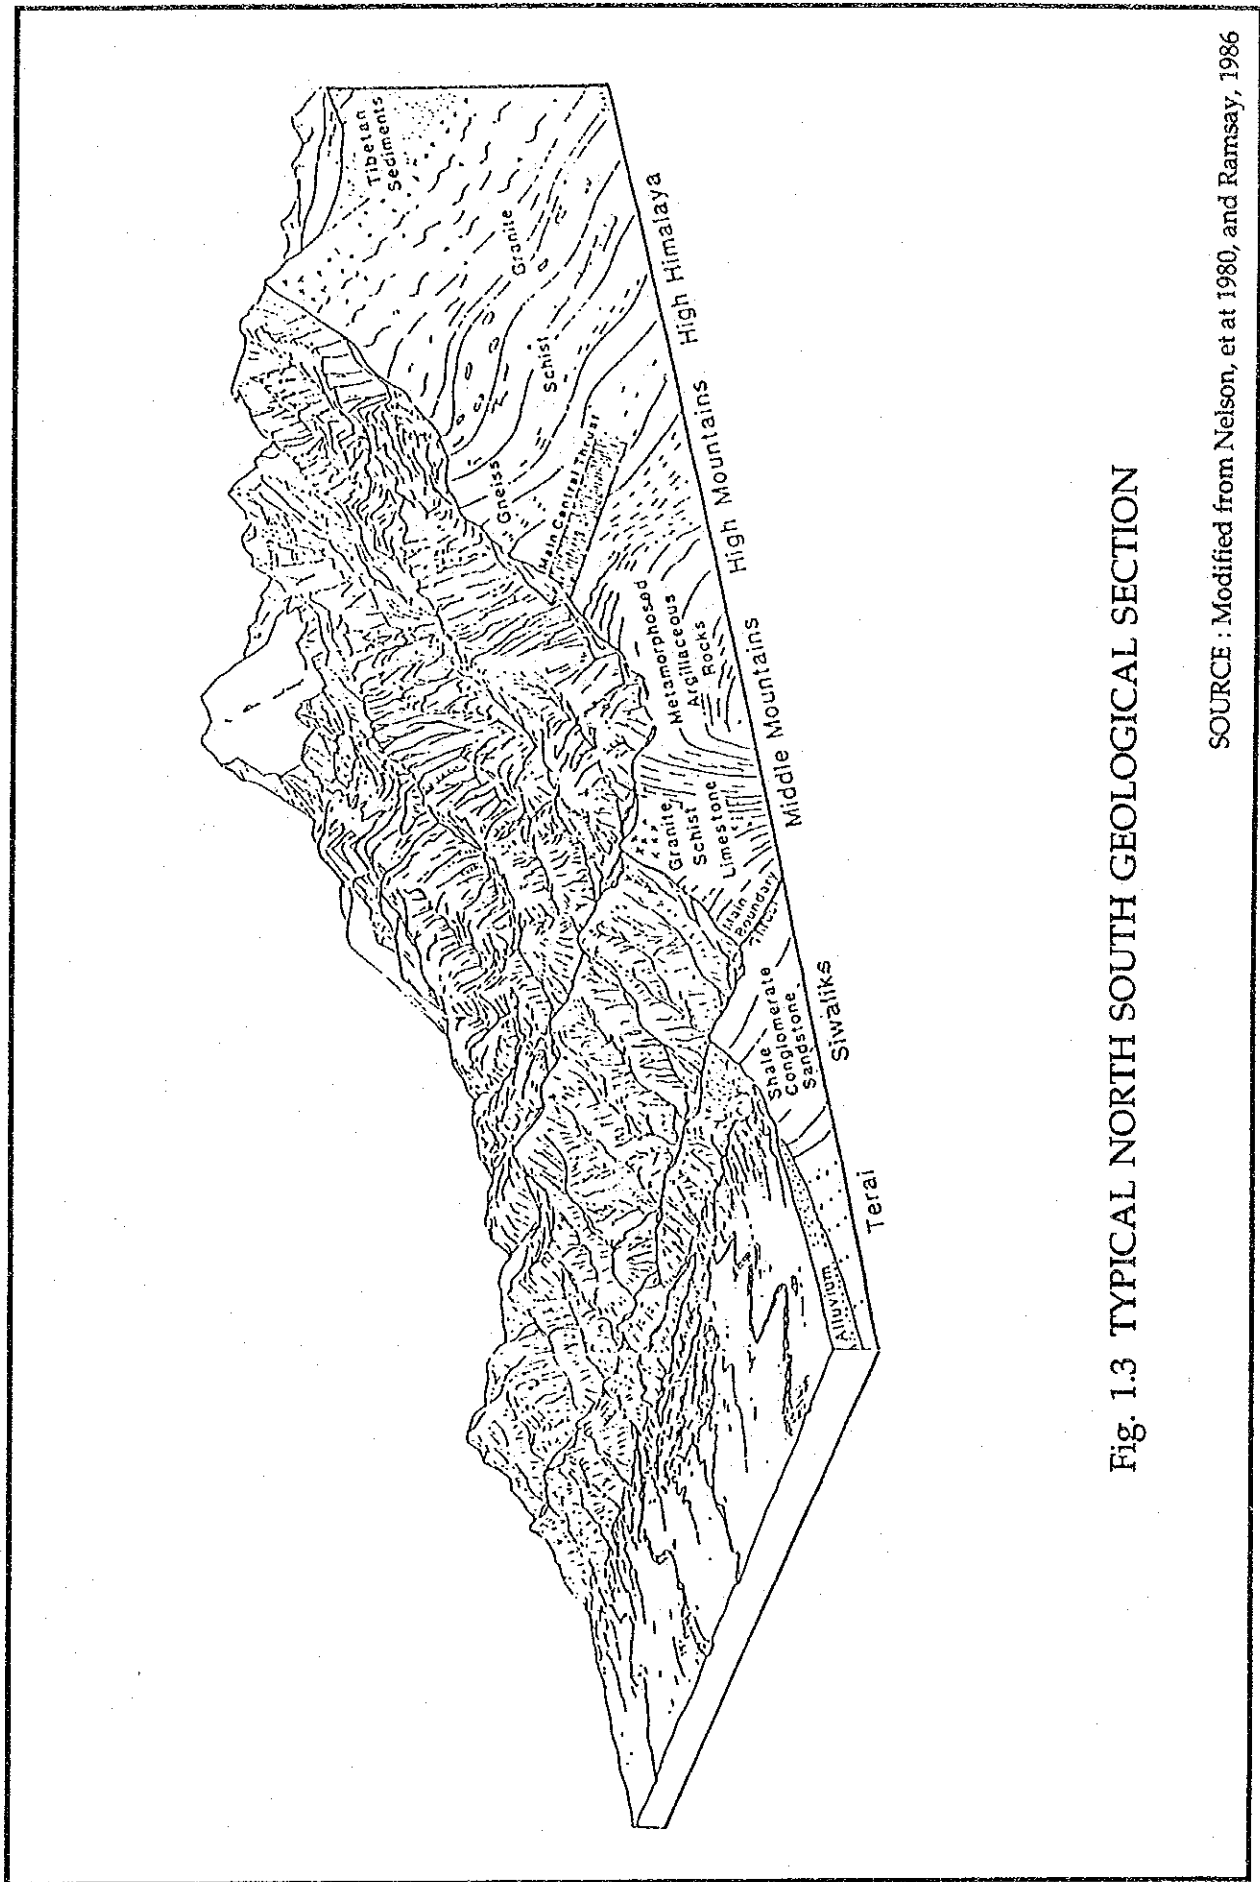 Tibetan
Sediments
Granite
Schist
Gneiss
Main Central Thrust
Metamorphosed
Argillaceous
Rocks
Granite
Schist
Limestone
Main
Boundary
Thrust
Shale
Conglomerate
Sandstone
Alluvium
High Himalaya
High Mountains
Middle Mountains
Siwaliks
Terai
Fig. 1.3 TYPICAL NORTH SOUTH GEOLOGICAL SECTION
SOURCE : Modified from Nelson, et at 1980, and Ramsay, 1986